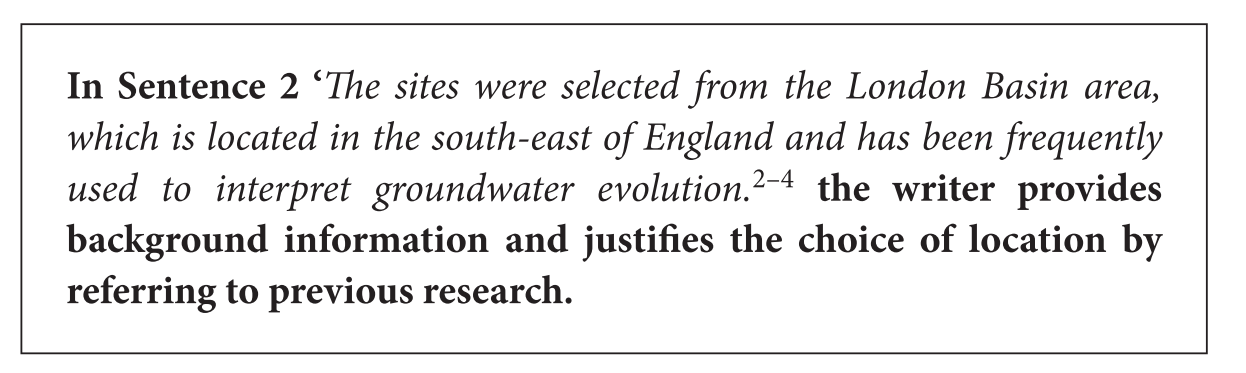 In Sentence 2 ‘The sites were selected from the London Basin area,
which is located in the south-east of England and has been frequently
used to interpret groundwater evolution.²⁻⁴ the writer provides
background information and justifies the choice of location by
referring to previous research.